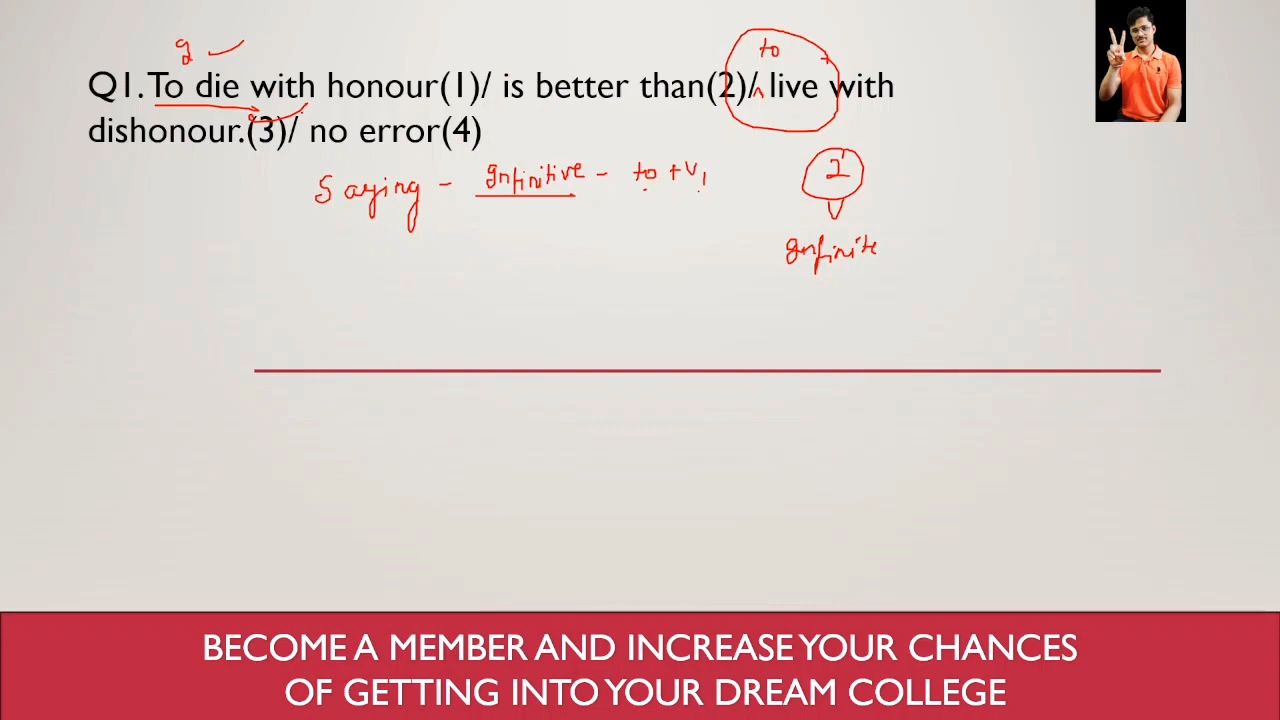 I
to
Q1. To die with honour(1)/ is better than(2)/ live with
dishonour.(3)/ no error(4)
Saying - Infinitive - to + V1
2
Infinite
BECOME A MEMBER AND INCREASE YOUR CHANCES
OF GETTING INTO YOUR DREAM COLLEGE